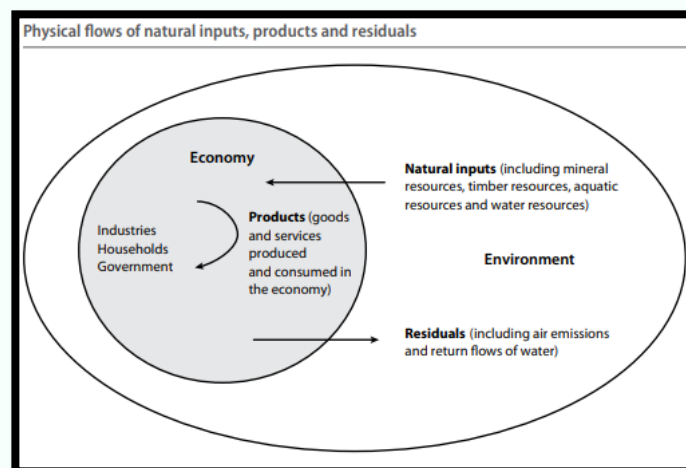 Physical flows of natural inputs, products and residuals
Economy
Natural inputs (including mineral
resources, timber resources, aquatic
resources and water resources)
Industries
Households
Government
Products (goods
and services
produced
and consumed in
the economy)
Environment
Residuals (including air emissions
and return flows of water)